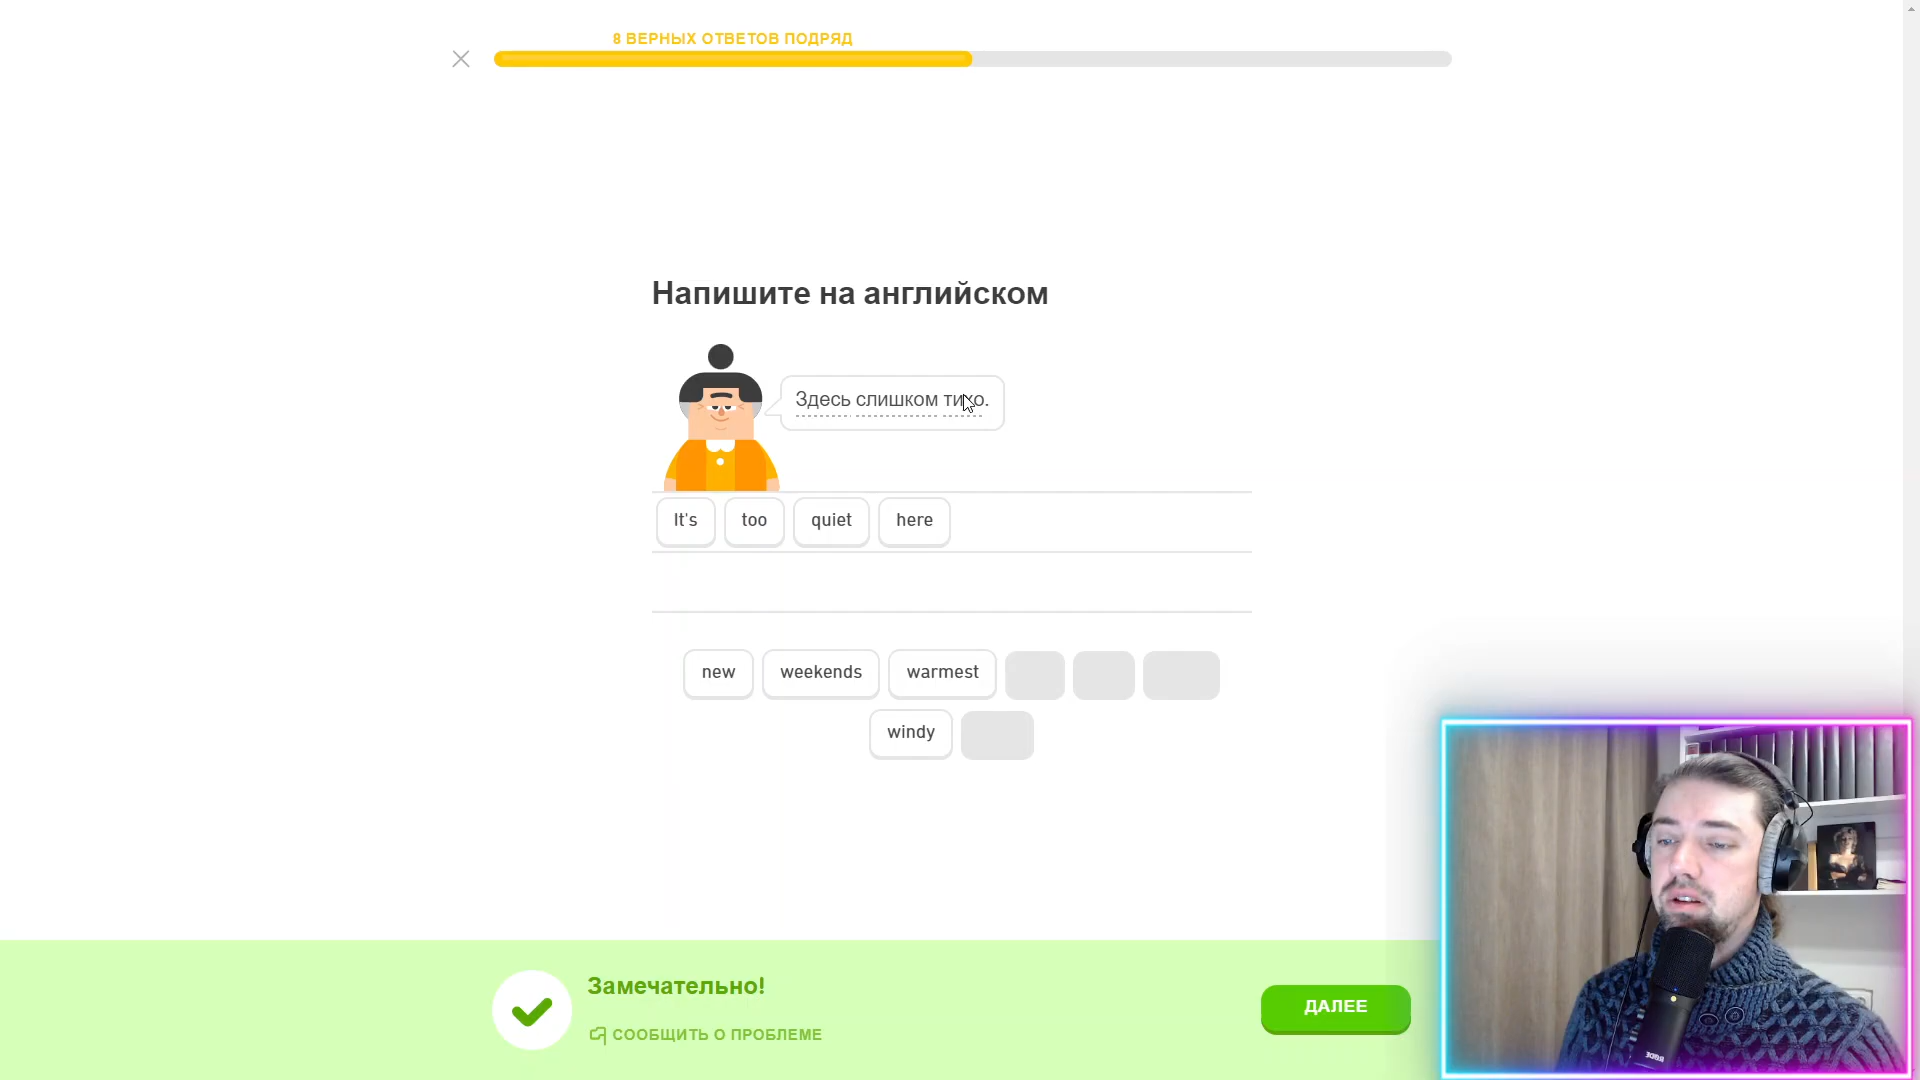 8 ВЕРНЫХ ОТВЕТОВ ПОДРЯД
Напишите на английском
Здесь слишком тихо.
It's too quiet here
new weekends warmest
windy
Замечательно!
СООБЩИТЬ О ПРОБЛЕМЕ
ДАЛЕЕ
RODE